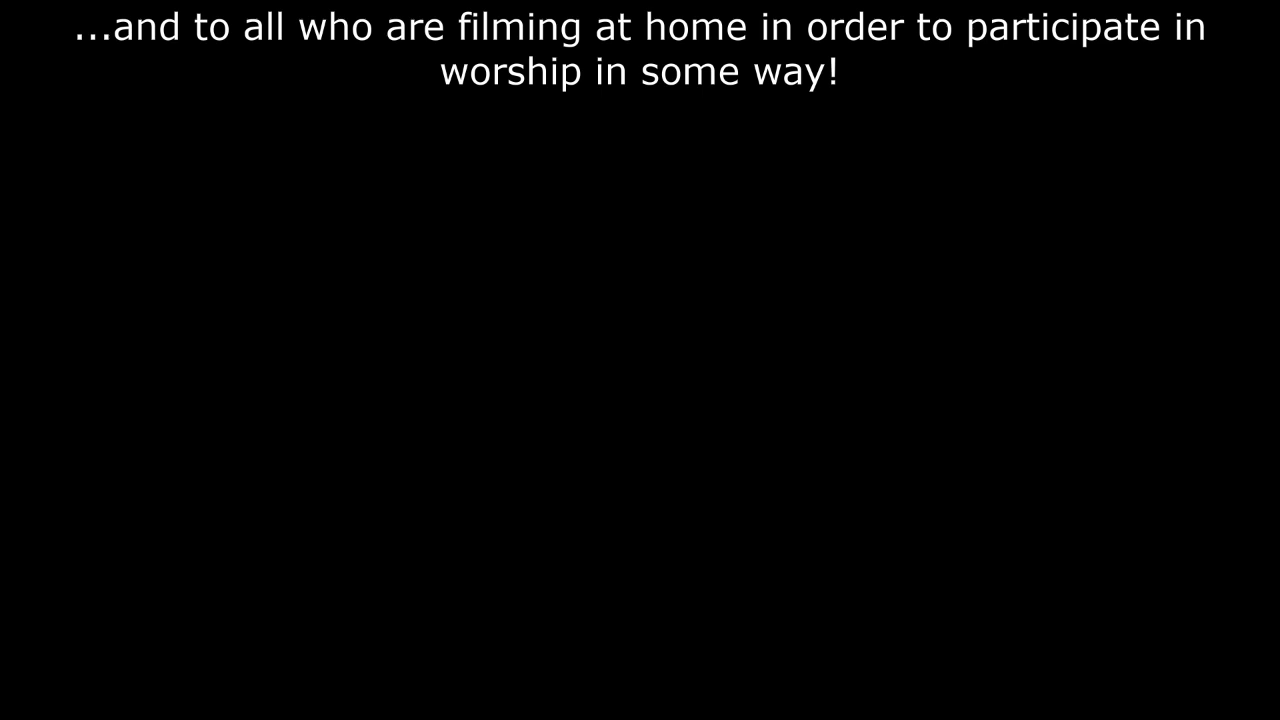 ...and to all who are filming at home in order to participate in
worship in some way!